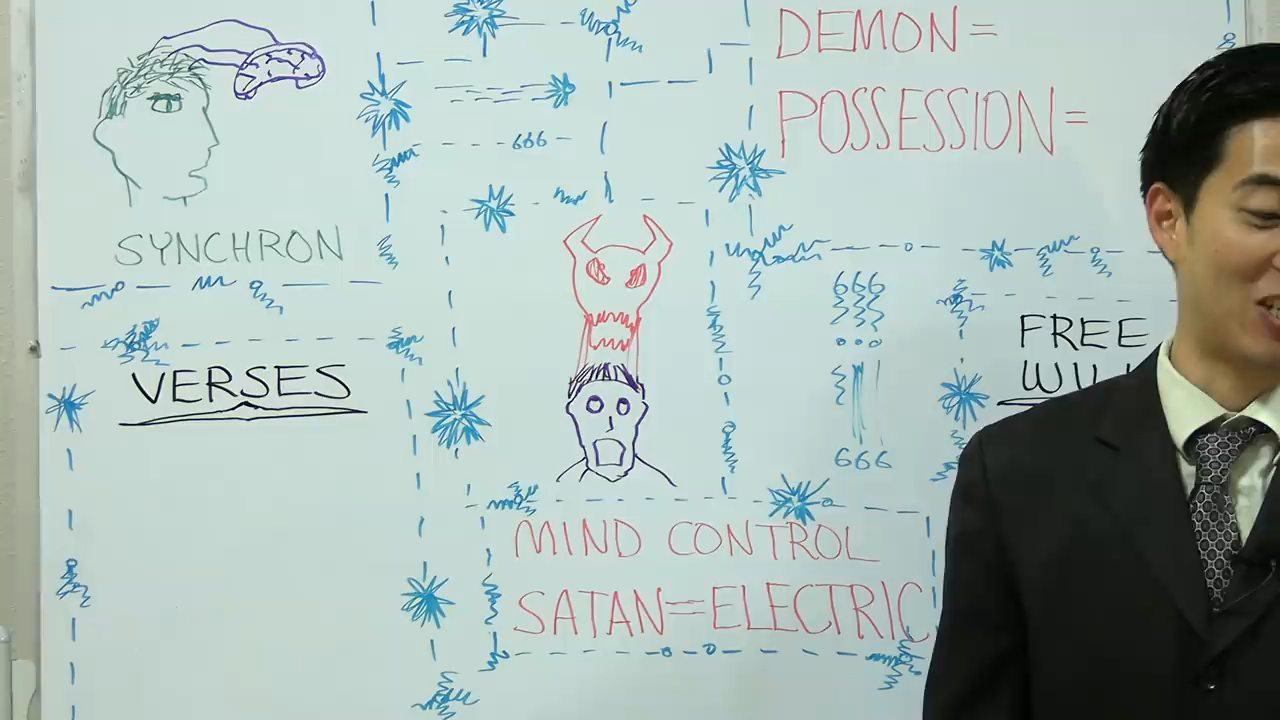 DEMON=
POSSESSION=
666
SYNCHRON
666
FREE
VERSES
666
MIND CONTROL
SATAN=ELECTRIC